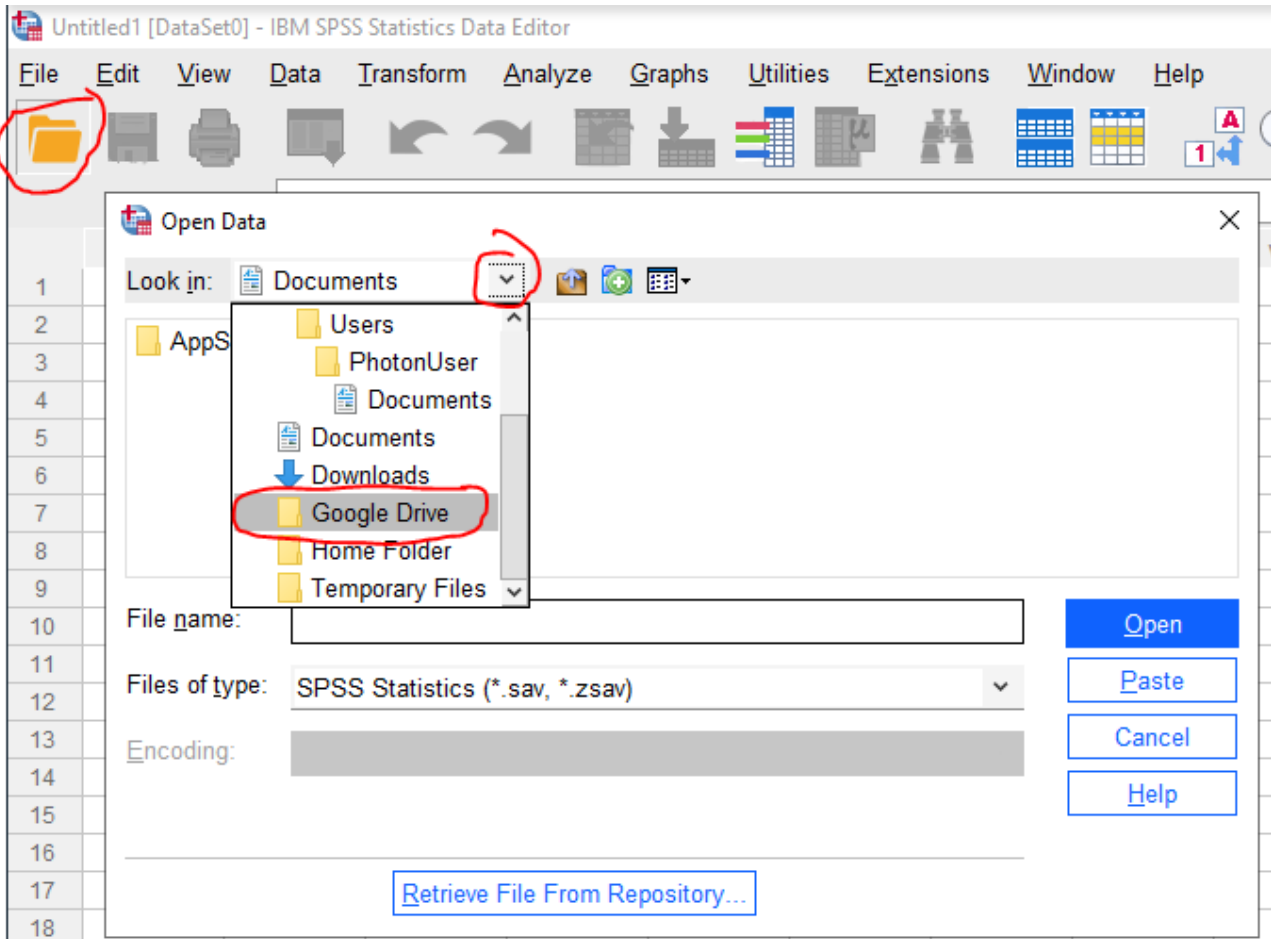 Untitled1 [DataSet0] - IBM SPSS Statistics Data Editor
File Edit View Data Transform Analyze Graphs Utilities Extensions Window Help
A
1
Open Data
Look in: Documents
1
Users
2
AppS
PhotonUser
3
Documents
4
Documents
5
Downloads
6
Google Drive
7
Home Folder
8
Temporary Files
9
File name:
Open
10
11
Files of type: SPSS Statistics (*.sav, *.zsav)
Paste
12
Encoding:
Cancel
13
14
Help
15
16
Retrieve File From Repository...
17
18